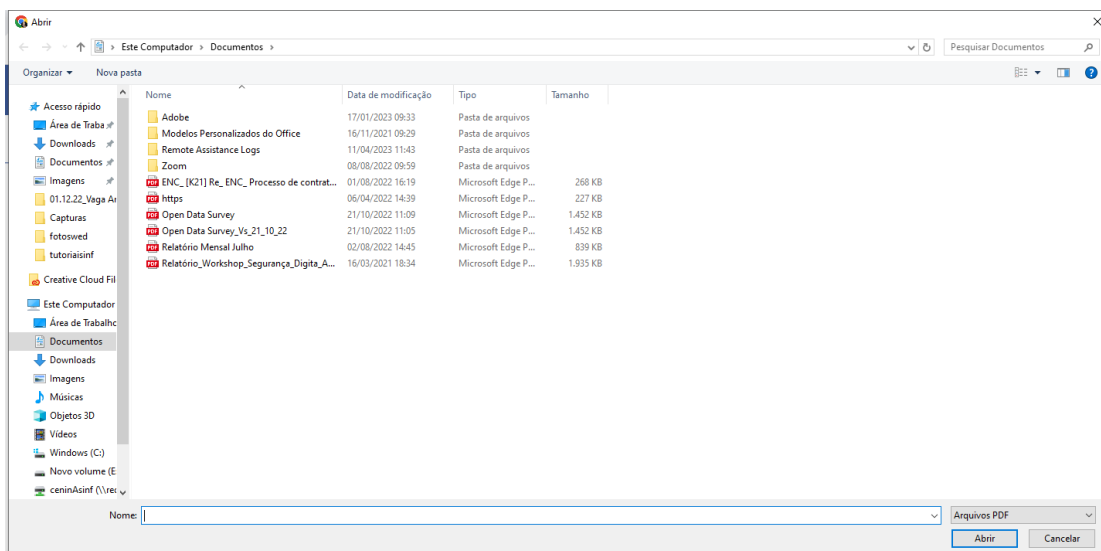 Abrir
Este Computador > Documentos >
Pesquisar Documentos
Organizar
Nova pasta
Nome Data de modificação Tipo Tamanho
Adobe 17/01/2023 09:33 Pasta de arquivos
Modelos Personalizados do Office 16/11/2021 09:29 Pasta de arquivos
Remote Assistance Logs 11/04/2023 11:43 Pasta de arquivos
Zoom 08/08/2022 09:59 Pasta de arquivos
ENC_ [K21] Re_ ENC_ Processo de contrat... 01/08/2022 16:19 Microsoft Edge P... 268 KB
https 06/04/2022 14:39 Microsoft Edge P... 227 KB
Open Data Survey 21/10/2022 11:09 Microsoft Edge P... 1.452 KB
Open Data Survey_Vs_21_10_22 21/10/2022 11:05 Microsoft Edge P... 1.452 KB
Relatório Mensal Julho 02/08/2022 14:45 Microsoft Edge P... 839 KB
Relatório_Workshop_Segurança_Digita_A... 16/03/2021 18:34 Microsoft Edge P... 1.935 KB
Acesso rápido
Área de Traba
Downloads
Documentos
Imagens
01.12.22_Vaga Ar
Capturas
fotoswed
tutoriaisinf
Creative Cloud Fil
Este Computador
Área de Trabalho
Documentos
Downloads
Imagens
Músicas
Objetos 3D
Vídeos
Windows (C:)
Novo volume (E
ceninAsinf (\\rec
Nome:
Arquivos PDF
Abrir
Cancelar